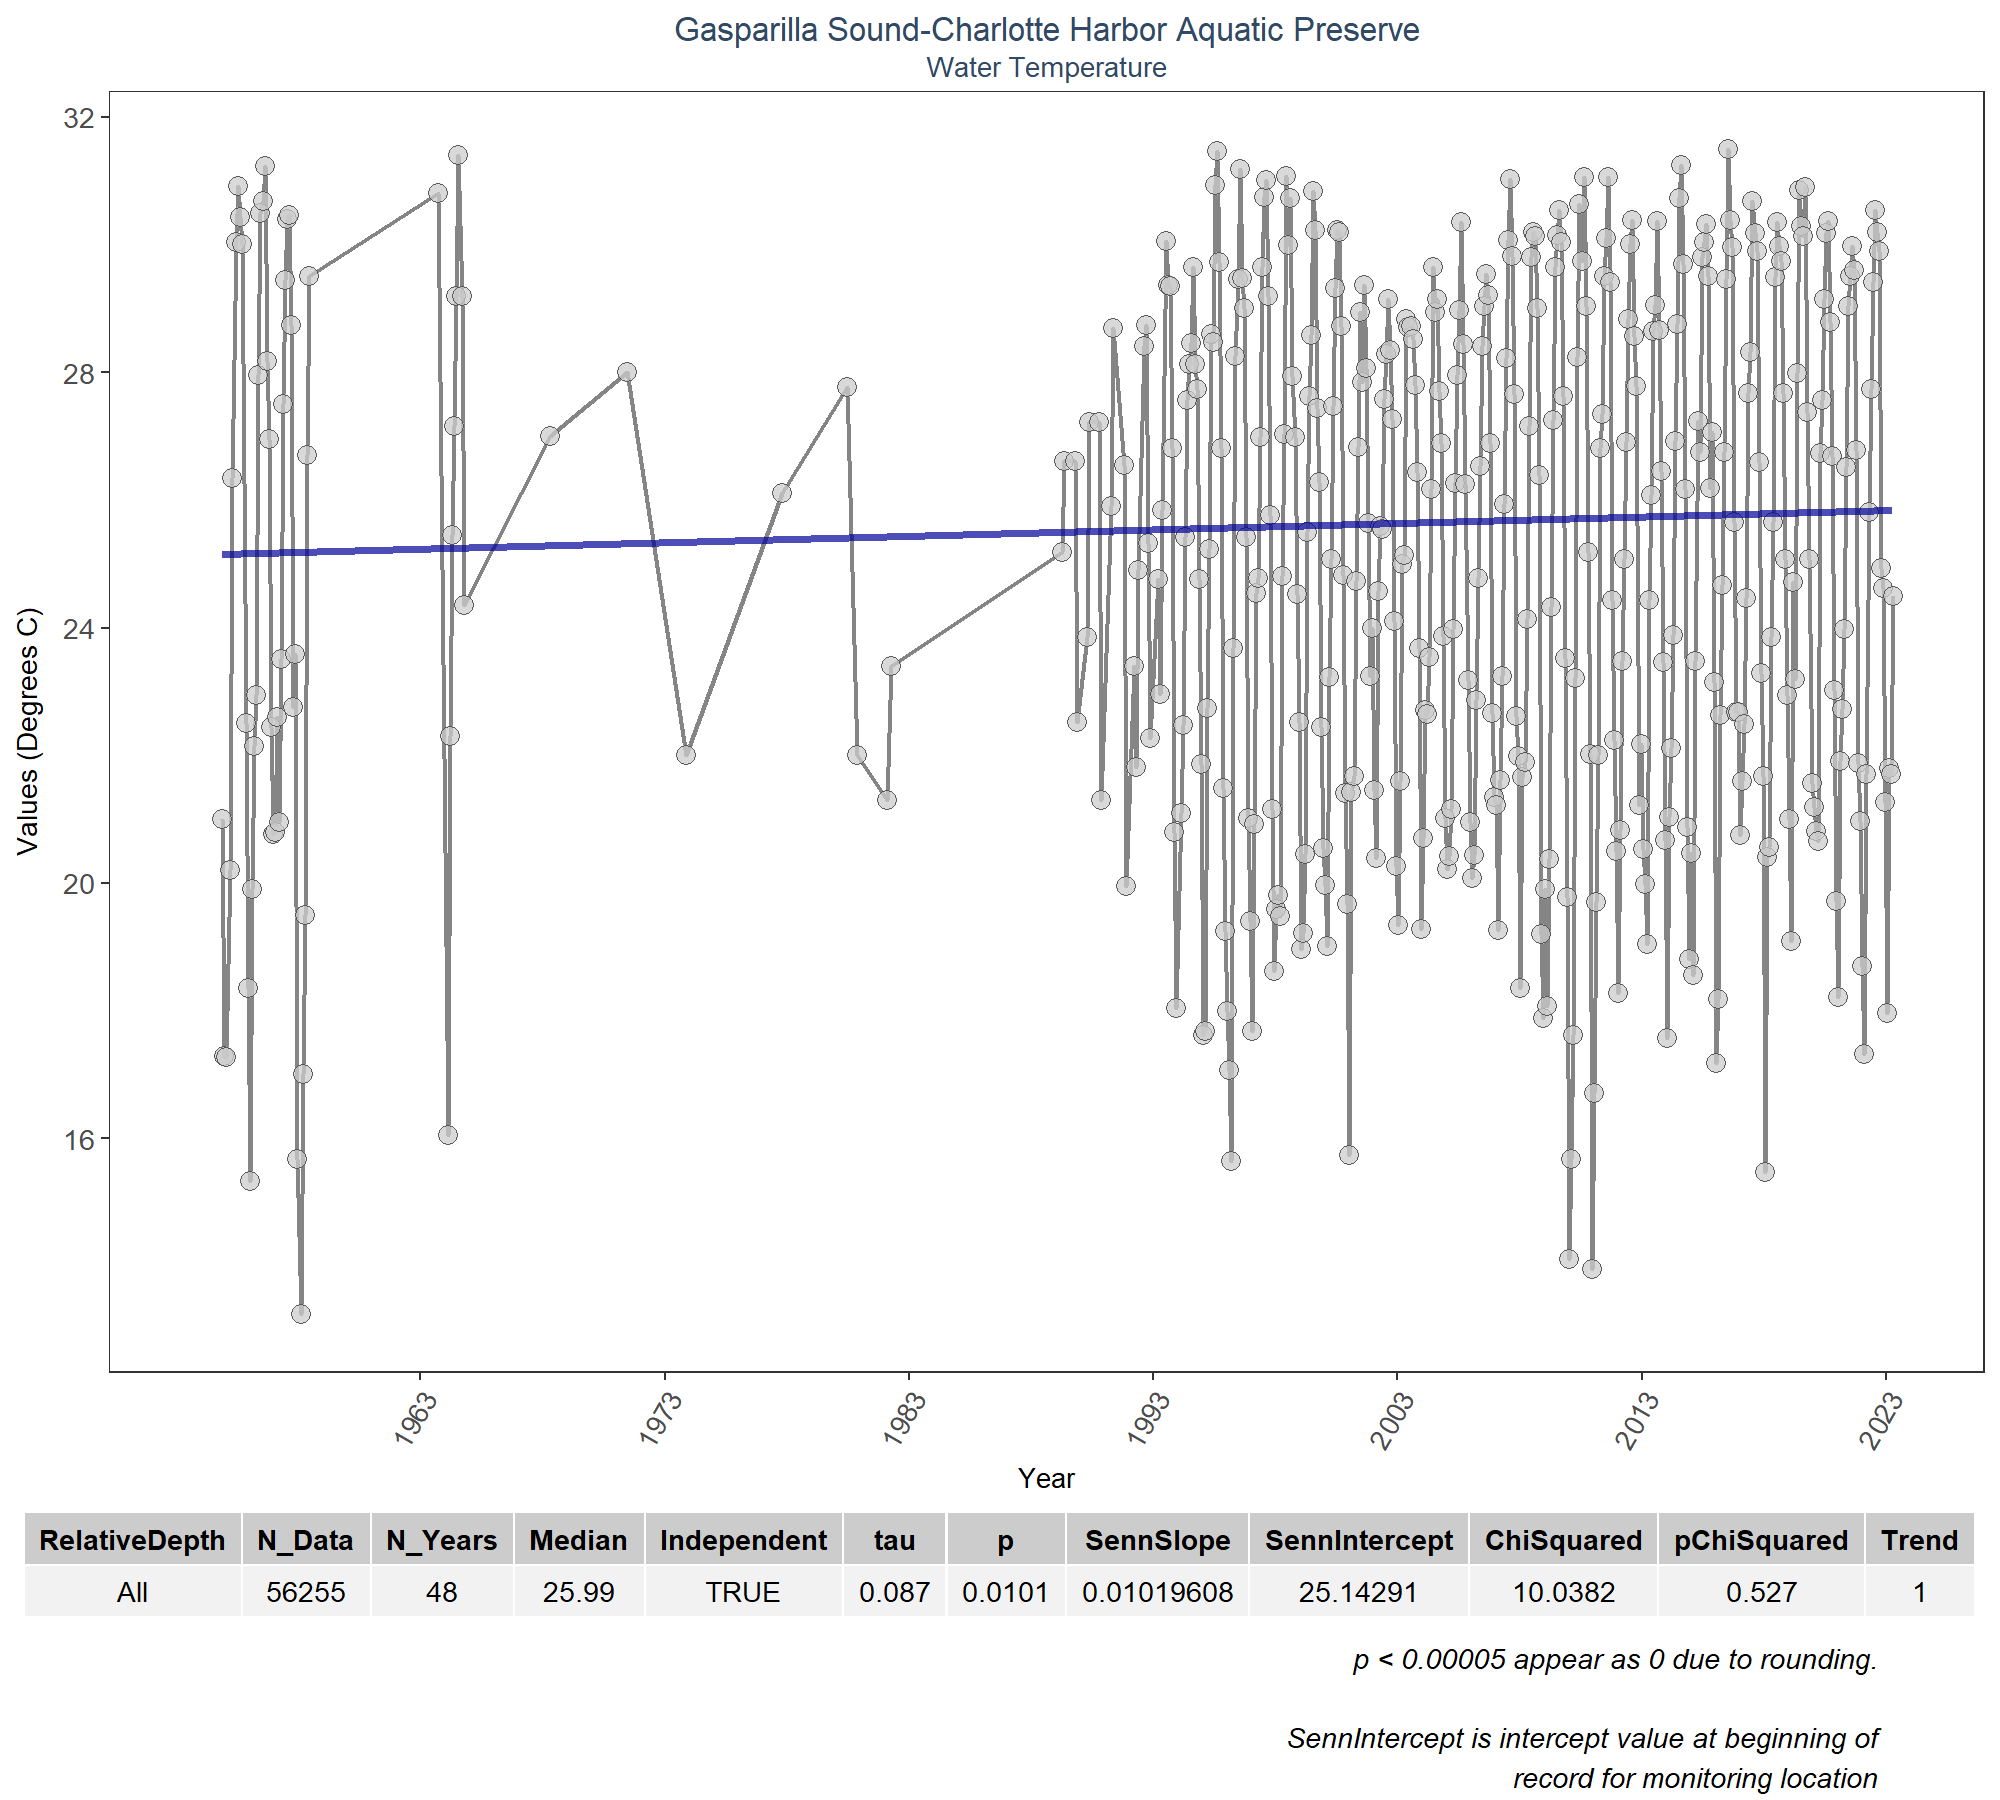 Gasparilla Sound-Charlotte Harbor Aquatic Preserve
Water Temperature
Values (Degrees C)
32
28
24
20
16
1963
1973
1983
1993
2003
2013
2023
Year
RelativeDepth N_Data N_Years Median Independent tau p SennSlope SennIntercept ChiSquared pChiSquared Trend
All 56255 48 25.99 TRUE 0.087 0.0101 0.01019608 25.14291 10.0382 0.527 1
p < 0.00005 appear as 0 due to rounding.
SennIntercept is intercept value at beginning of
record for monitoring location